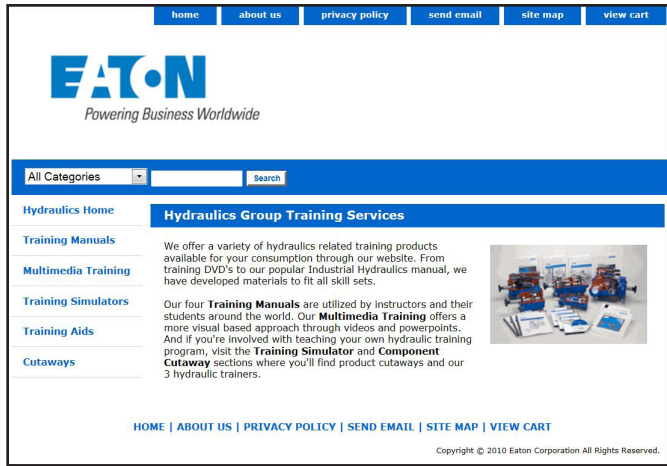 home about us privacy policy send email site map view cart
EATON
Powering Business Worldwide
All Categories Search
Hydraulics Home
Training Manuals
Multimedia Training
Training Simulators
Training Aids
Cutaways
Hydraulics Group Training Services
We offer a variety of hydraulics related training products
available for your consumption through our website. From
training DVD's to our popular Industrial Hydraulics manual, we
have developed materials to fit all skill sets.
Our four Training Manuals are utilized by instructors and their
students around the world. Our Multimedia Training offers a
more visual based approach through videos and powerpoints.
And if you're involved with teaching your own hydraulic training
program, visit the Training Simulator and Component
Cutaway sections where you'll find product cutaways and our
3 hydraulic trainers.
HOME | ABOUT US | PRIVACY POLICY | SEND EMAIL | SITE MAP | VIEW CART
Copyright © 2010 Eaton Corporation All Rights Reserved.